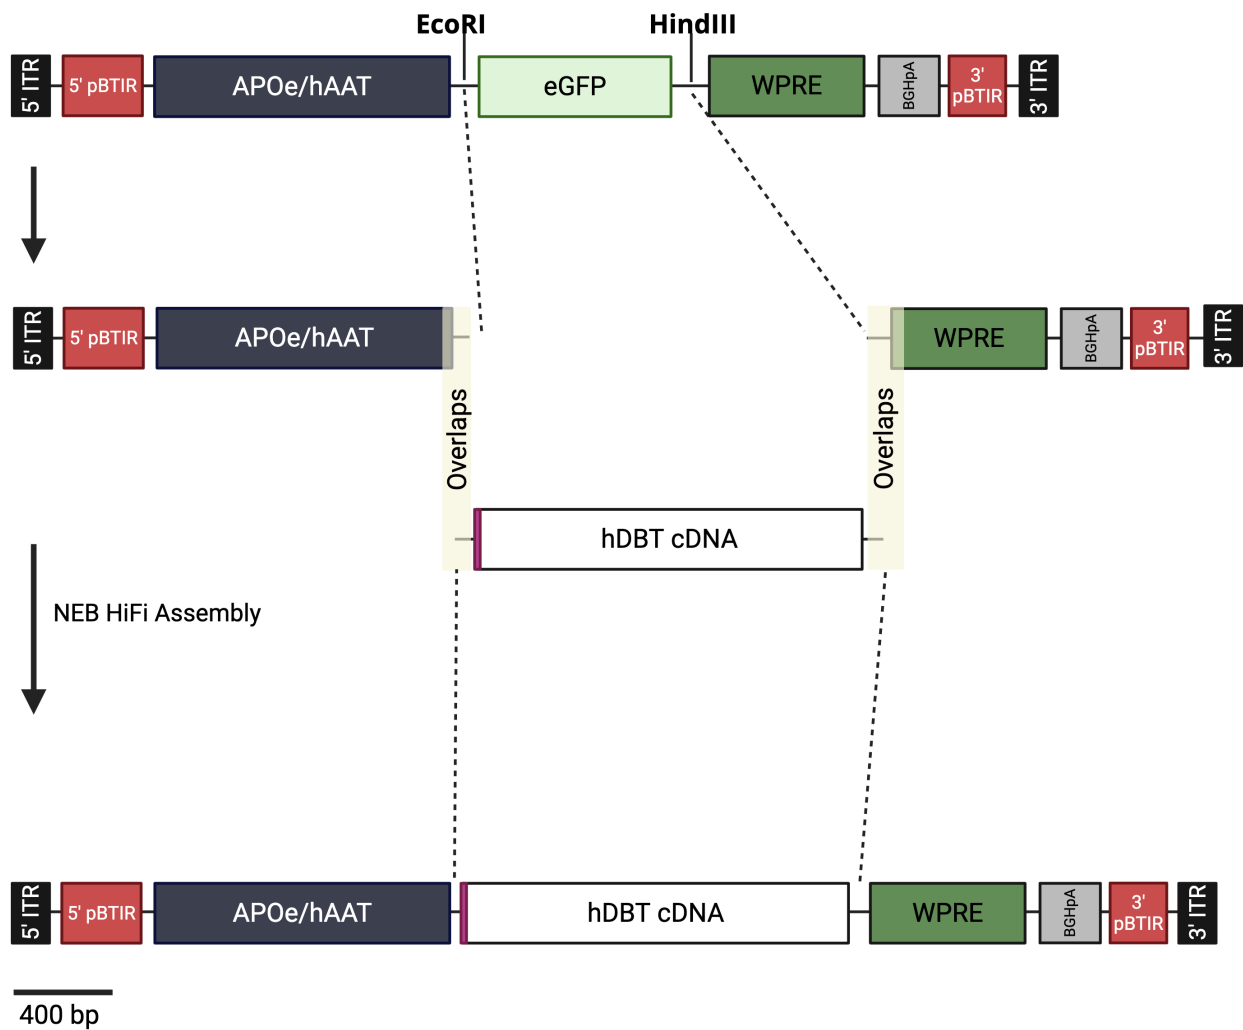 EcoRI HindIII
5' ITR 5' pBTIR APOe/hAAT eGFP WPRE BGHpA 3' pBTIR 3' ITR
5' ITR 5' pBTIR APOe/hAAT WPRE BGHpA 3' pBTIR 3' ITR
Overlaps Overlaps
hDBT cDNA
NEB HiFi Assembly
5' ITR 5' pBTIR APOe/hAAT hDBT cDNA WPRE BGHpA 3' pBTIR 3' ITR
400 bp